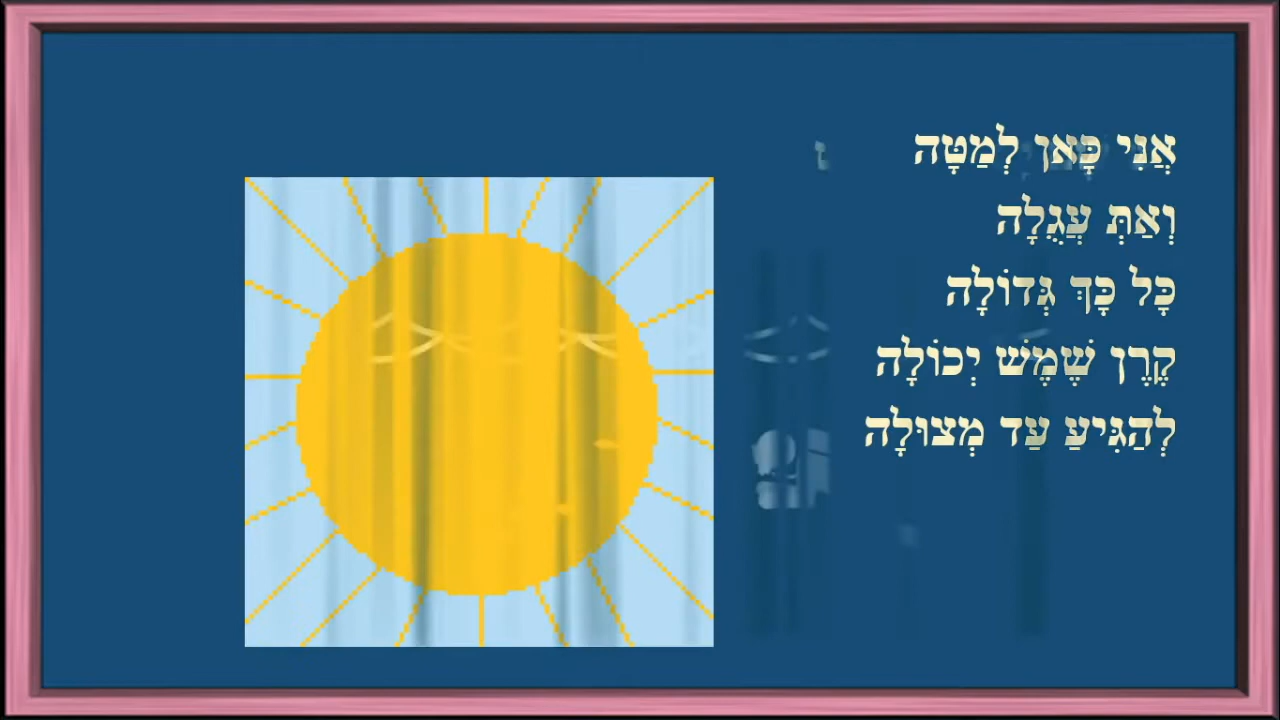 אֲנִי כָּאן לְמַטָּה
וְאַתְּ עֲגֻלָּה
כָּל כָּךְ גְּדוֹלָה
קֶרֶן שֶׁמֶשׁ יְכוֹלָה
לְהַגִּיעַ עַד מְצוּלָה